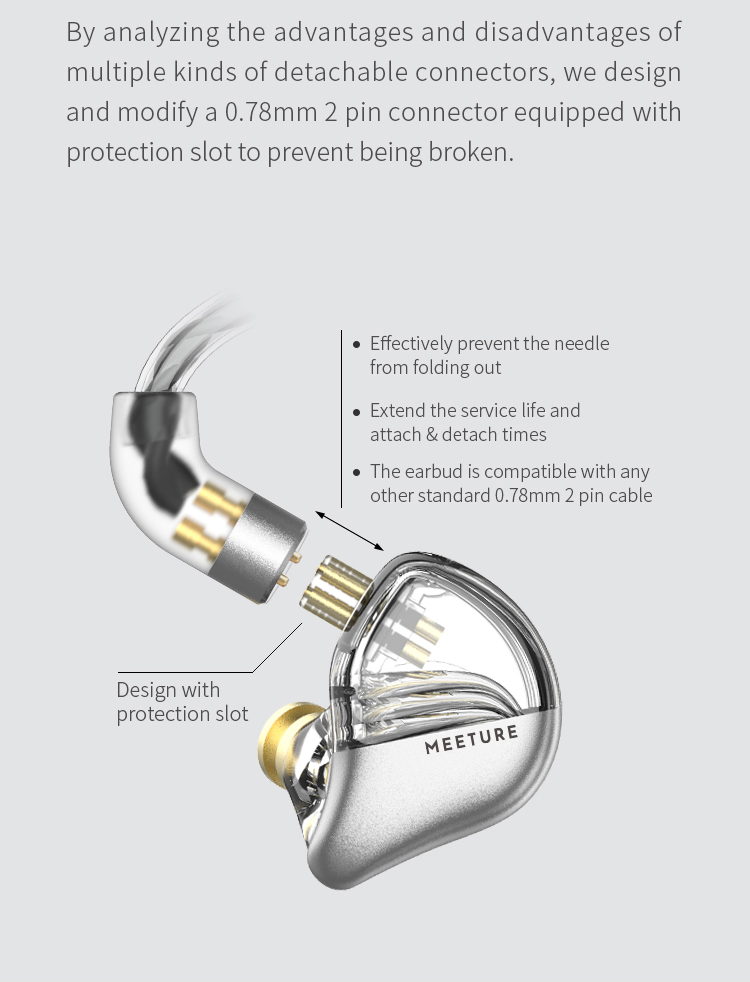 By analyzing the advantages and disadvantages of
multiple kinds of detachable connectors, we design
and modify a 0.78mm 2 pin connector equipped with
protection slot to prevent being broken.
• Effectively prevent the needle
from folding out
• Extend the service life and
attach & detach times
• The earbud is compatible with any
other standard 0.78mm 2 pin cable
Design with
protection slot
MEETURE